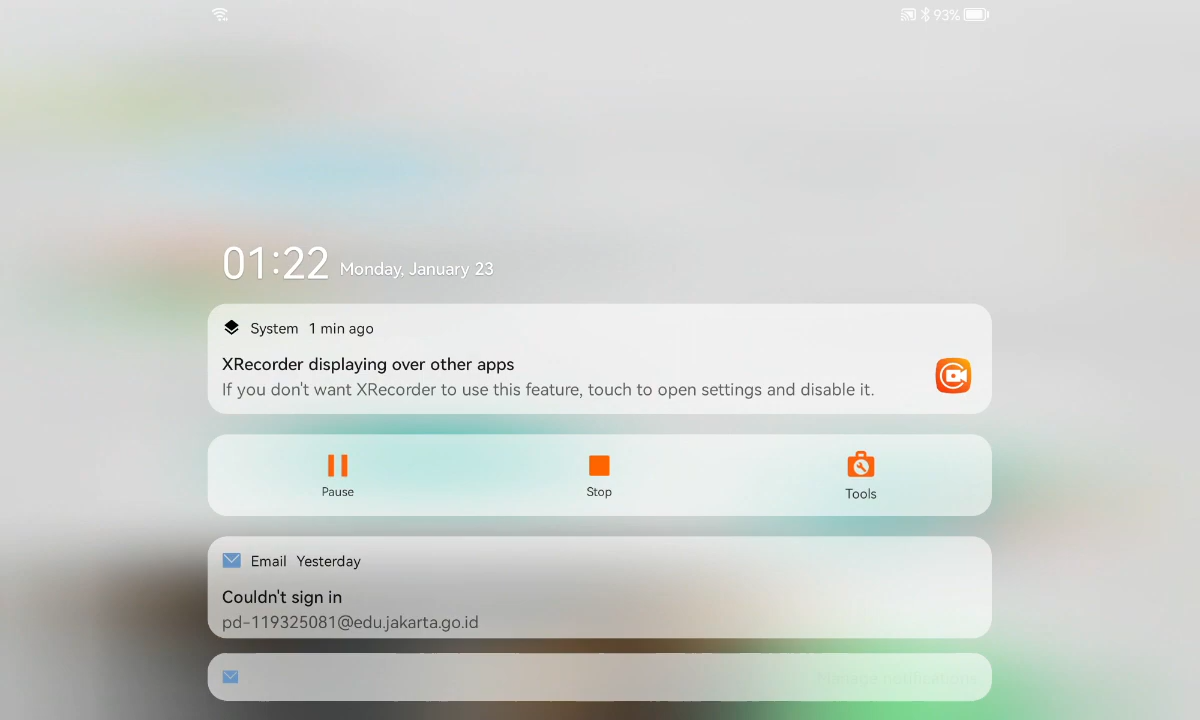 93%
01:22 Monday, January 23
System 1 min ago
XRecorder displaying over other apps
If you don't want XRecorder to use this feature, touch to open settings and disable it.
Pause Stop Tools
Email Yesterday
Couldn't sign in
pd-119325081@edu.jakarta.go.id
Manage notifications